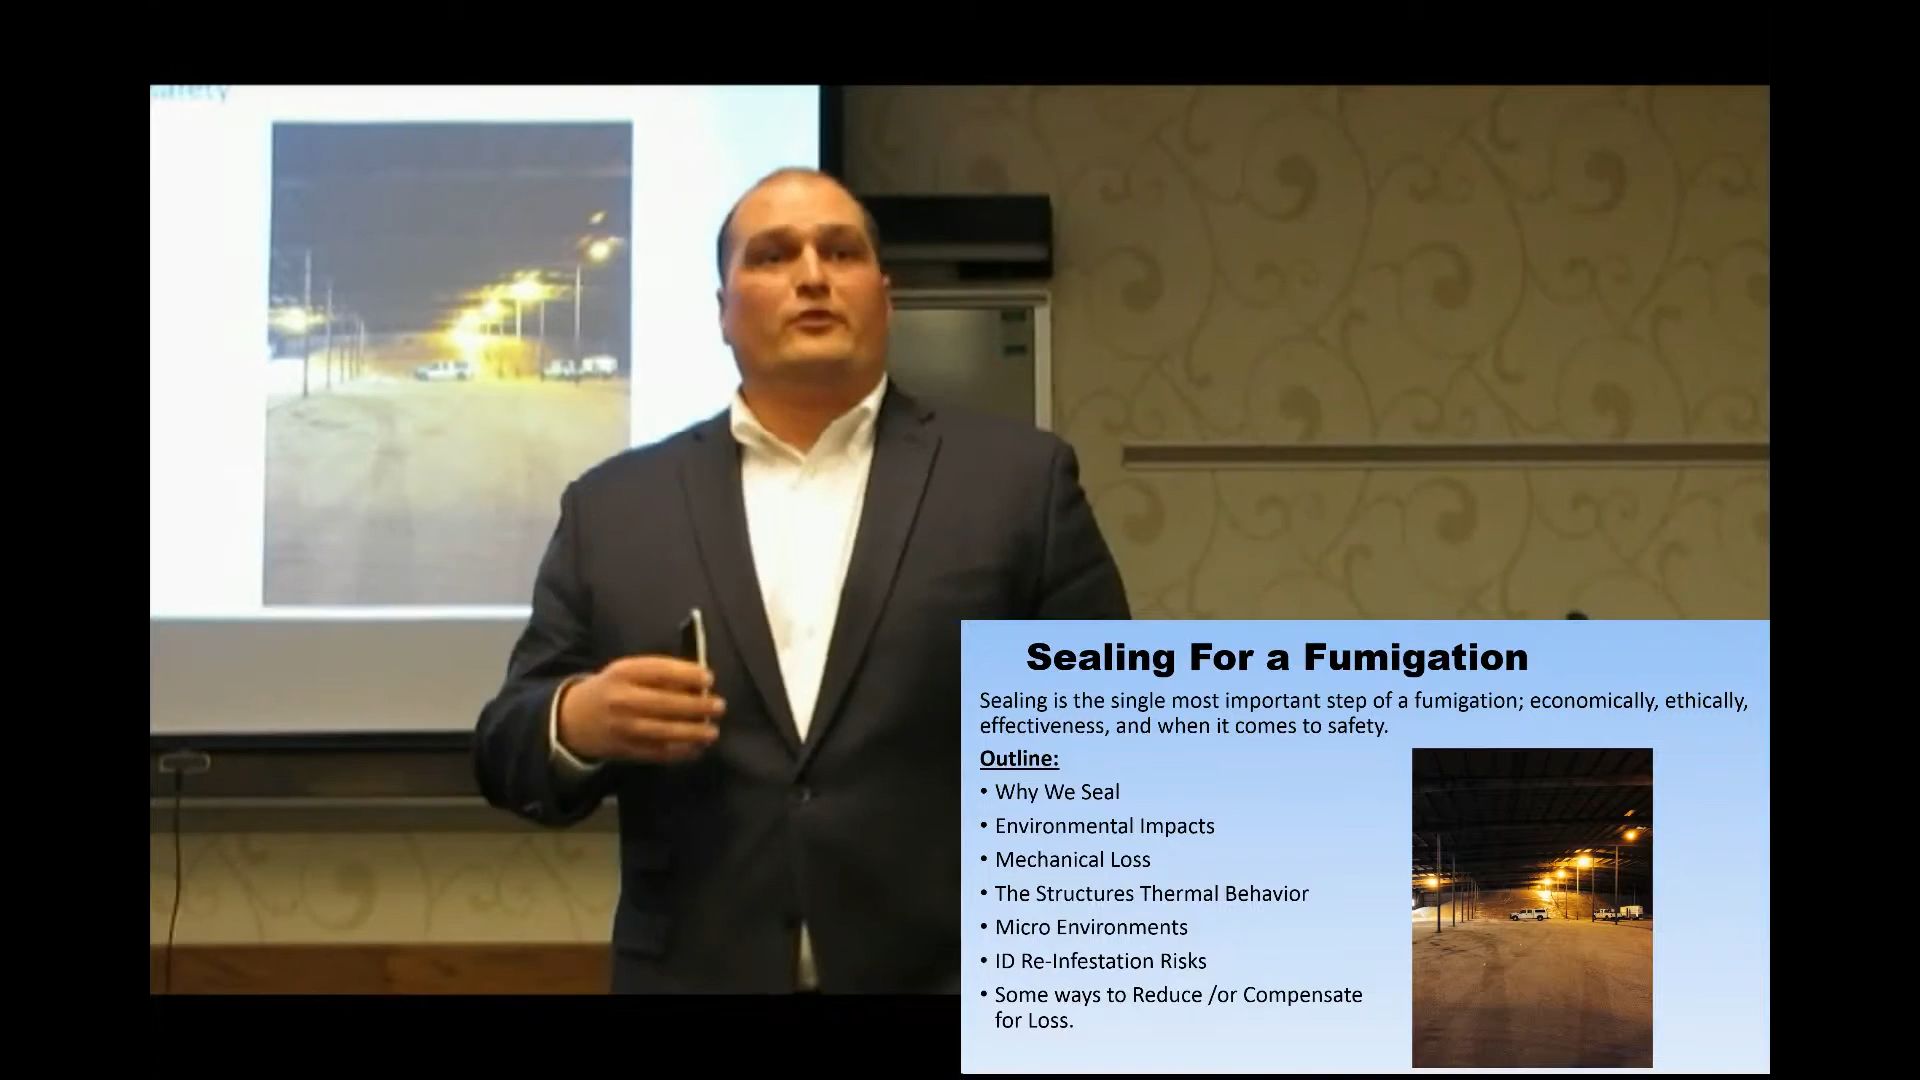 safety
Sealing For a Fumigation
Sealing is the single most important step of a fumigation; economically, ethically,
effectiveness, and when it comes to safety.
Outline:
• Why We Seal
• Environmental Impacts
• Mechanical Loss
• The Structures Thermal Behavior
• Micro Environments
• ID Re-Infestation Risks
• Some ways to Reduce /or Compensate
for Loss.